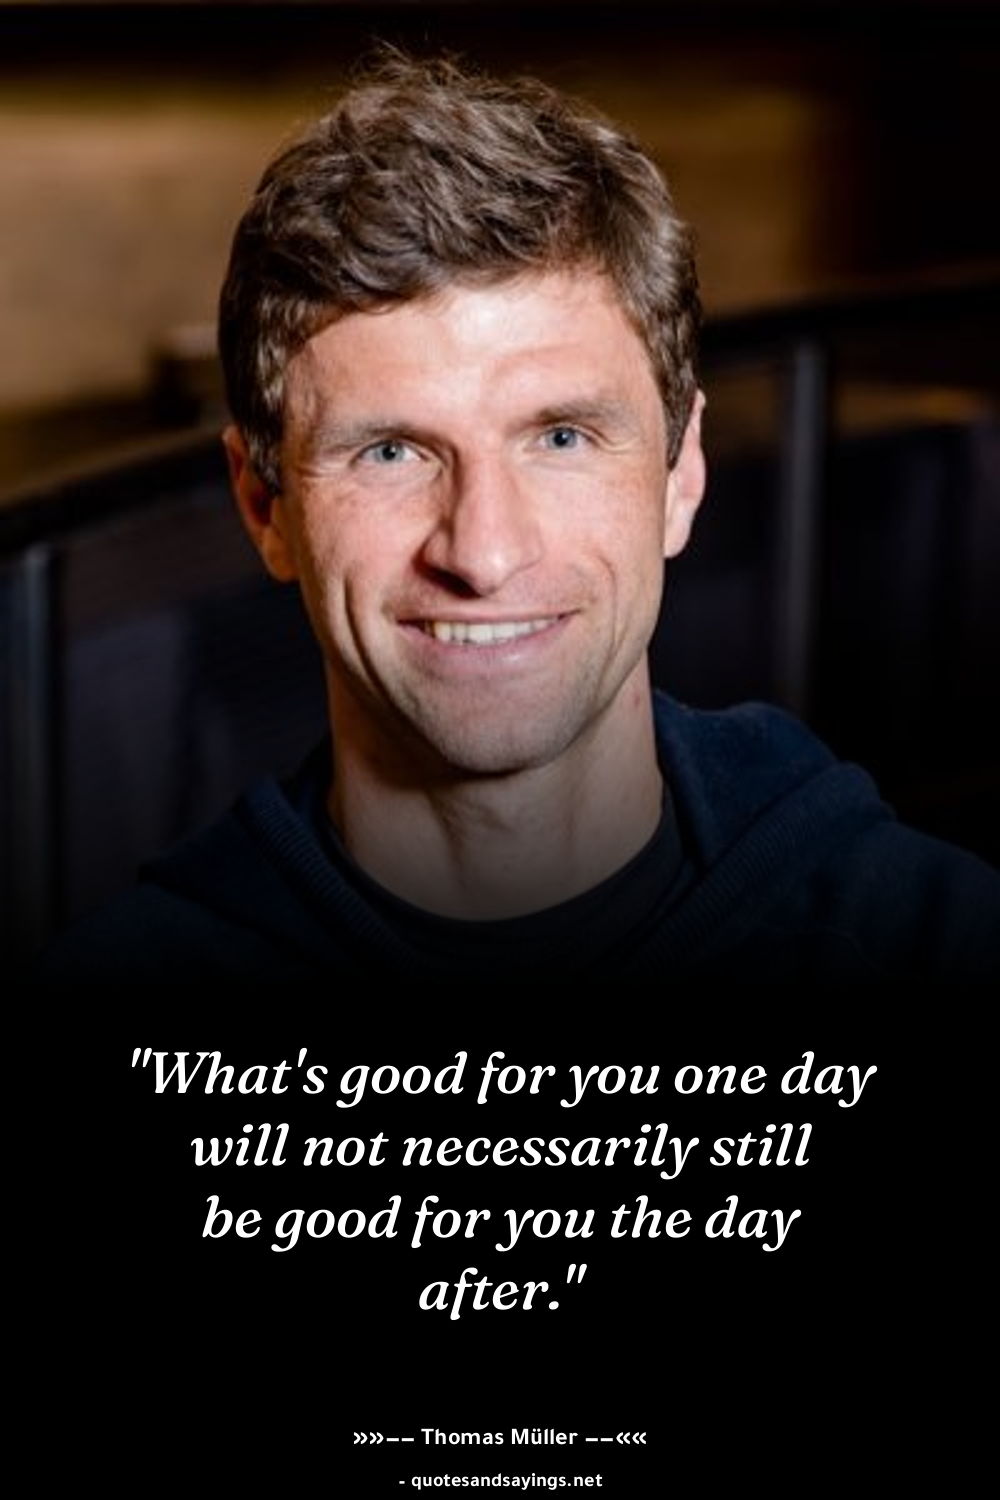 "What's good for you one day
will not necessarily still
be good for you the day
after."
»»–– Thomas Müller ––««
- quotesandsayings.net